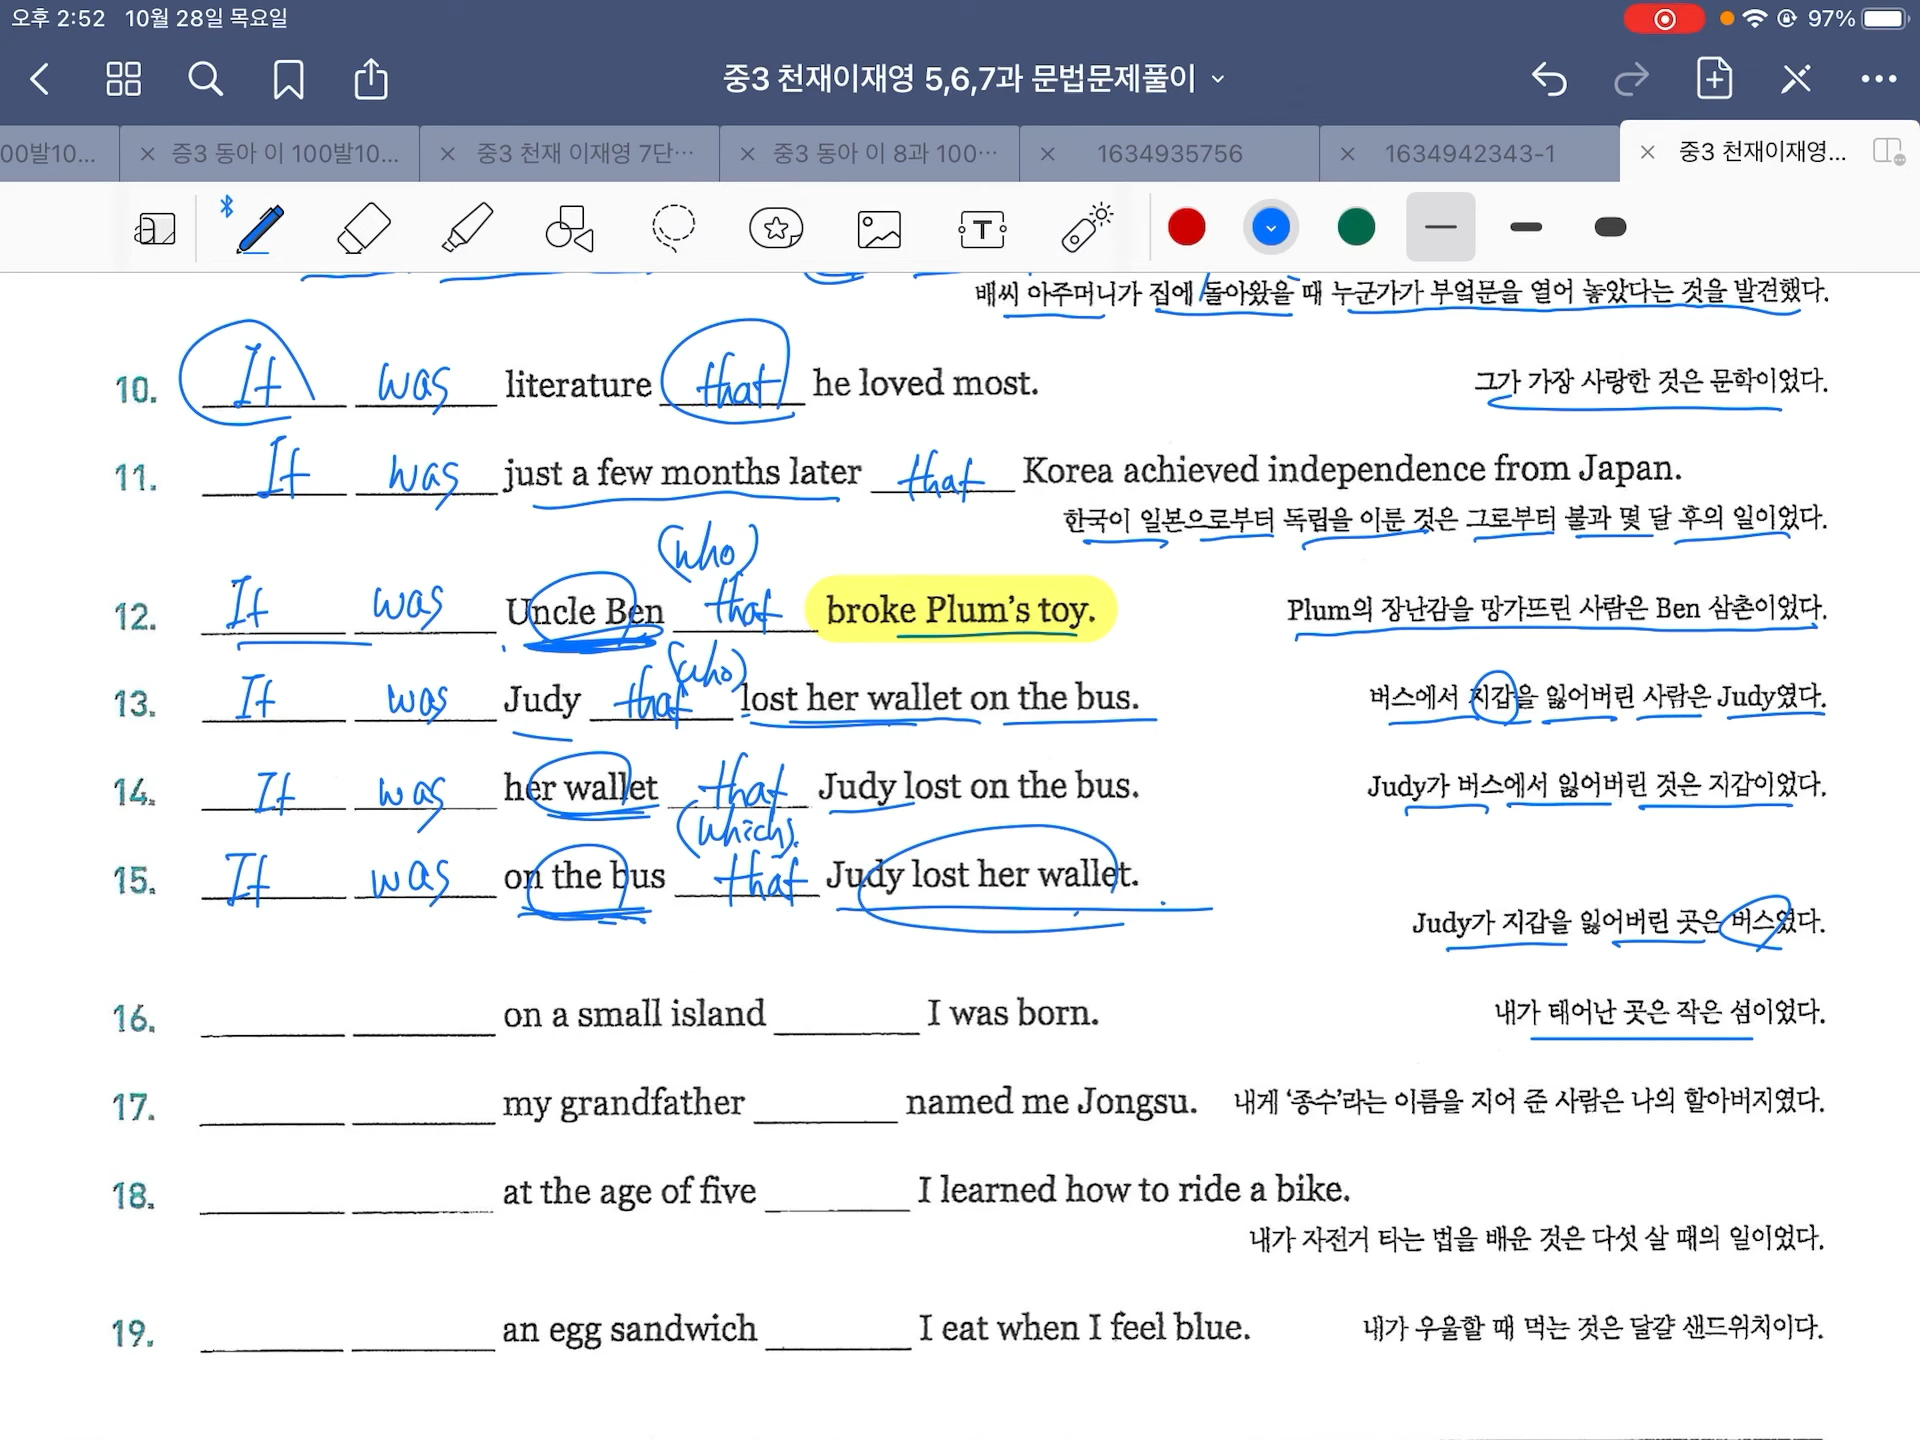 오후 2:52 10월 28일 목요일 97%
중3 천재이재영 5,6,7과 문법문제풀이
00발10... 증3 동아 이 100발10... 중3 천재 이재영 7단… 중3 동아 이 8과 100… 1634935756 1634942343-1 중3 천재이재영...
배씨 아주머니가 집에 돌아왔을 때 누군가가 부엌문을 열어 놓았다는 것을 발견했다.
10. It was literature that he loved most. 그가 가장 사랑한 것은 문학이었다.
11. It was just a few months later that Korea achieved independence from Japan.
한국이 일본으로부터 독립을 이룬 것은 그로부터 불과 몇 달 후의 일이었다.
(who)
12. It was Uncle Ben that broke Plum's toy. Plum의 장난감을 망가뜨린 사람은 Ben 삼촌이었다.
(who)
13. It was Judy that lost her wallet on the bus. 버스에서 지갑을 잃어버린 사람은 Judy였다.
14. It was her wallet that Judy lost on the bus. Judy가 버스에서 잃어버린 것은 지갑이었다.
(which)
15. It was on the bus that Judy lost her wallet.
Judy가 지갑을 잃어버린 곳은 버스였다.
16. on a small island I was born. 내가 태어난 곳은 작은 섬이었다.
17. my grandfather named me Jongsu. 내게 ‘종수’라는 이름을 지어 준 사람은 나의 할아버지였다.
18. at the age of five I learned how to ride a bike.
내가 자전거 타는 법을 배운 것은 다섯 살 때의 일이었다.
19. an egg sandwich I eat when I feel blue. 내가 우울할 때 먹는 것은 달걀 샌드위치이다.